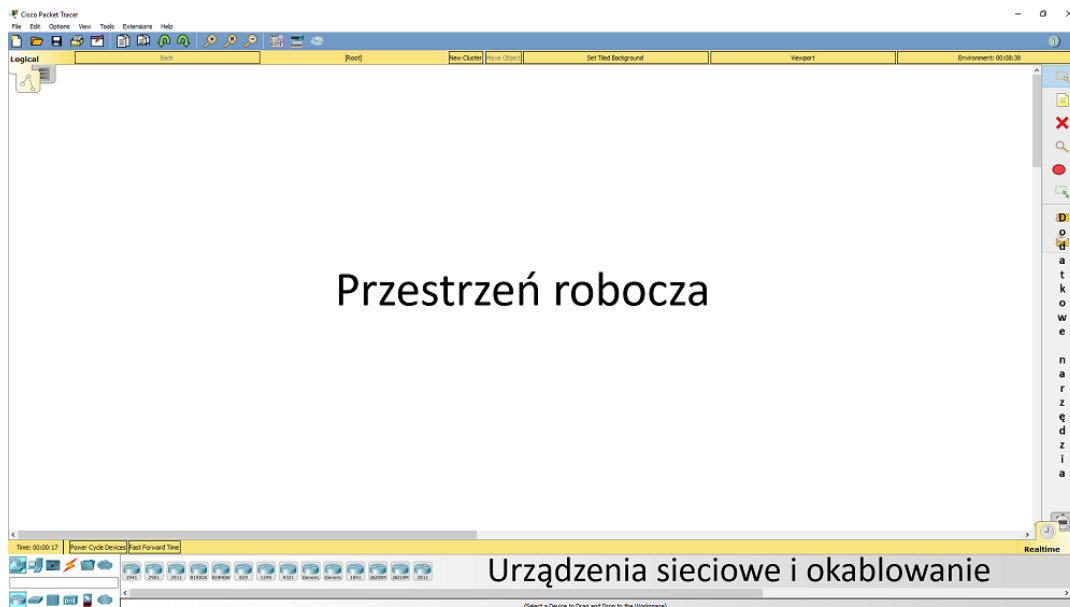 Cisco Packet Tracer
File Edit Options View Tools Extensions Help
Logical Back [Root] New Cluster Move Object Set Tiled Background Viewport Environment: 00:08:30
Przestrzeń robocza
Dodatkowe narzędzia
Time: 00:00:17 Power Cycle Devices Fast Forward Time Realtime
1941 2901 2911 819IOX 819HGW 829 1240 4321 Generic Generic 1841 2620XM 2621XM 2811
Urządzenia sieciowe i okablowanie
(Select a Device to Drag and Drop to the Workspace)